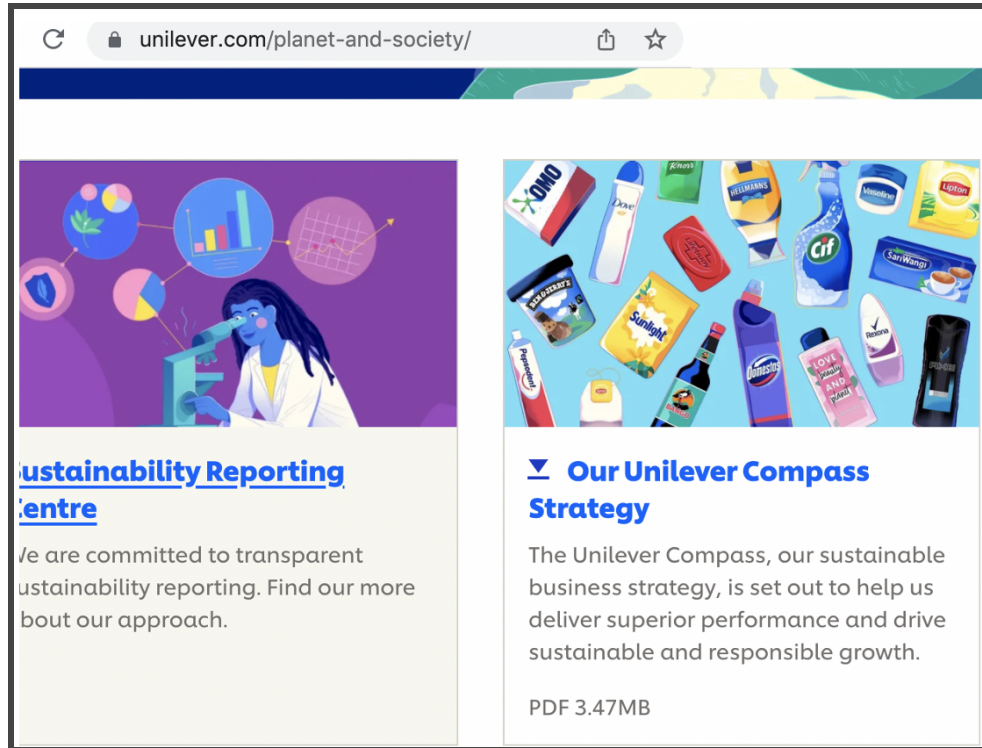 unilever.com/planet-and-society/
OMO
Dove
Knorr
HELLMANN'S
Vaseline
Lipton
Cif
SariWangi
BEN & JERRY'S
Sunlight
Pepsodent
Domestos
LOVE
beauty
AND
planet
Rexona
AXE
ustainability Reporting
entre
We are committed to transparent
ustainability reporting. Find our more
bout our approach.
Our Unilever Compass
Strategy
The Unilever Compass, our sustainable
business strategy, is set out to help us
deliver superior performance and drive
sustainable and responsible growth.
PDF 3.47MB